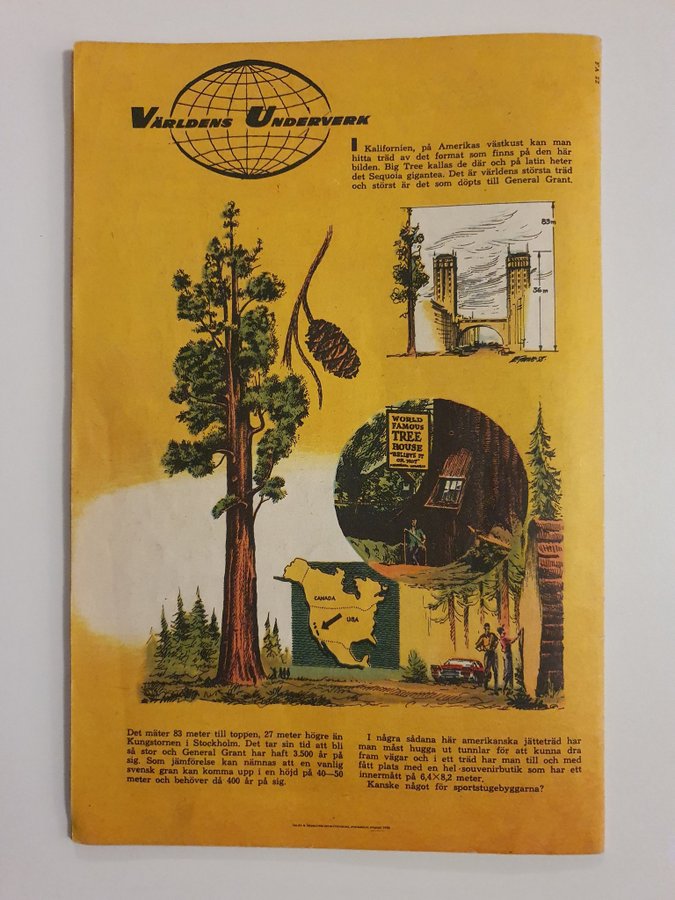 FA 22
VÄRLDENS UNDERVERK
I Kalifornien, på Amerikas västkust kan man
hitta träd av det format som finns på den här
bilden. Big Tree kallas de där och på latin heter
det Sequoia gigantea. Det är världens största träd
och störst är det som döpts till General Grant.
83m
56m
WORLD
FAMOUS
TREE
HOUSE
"BELIEVE IT
OR NOT"
CANADA
USA
Det mäter 83 meter till toppen, 27 meter högre än
Kungstornen i Stockholm. Det tar sin tid att bli
så stor och General Grant har haft 3.500 år på
sig. Som jämförelse kan nämnas att en vanlig
svensk gran kan komma upp i en höjd på 40—50
meter och behöver då 400 år på sig.
I några sådana här amerikanska jätteträd har
man måst hugga ut tunnlar för att kunna dra
fram vägar och i ett träd har man till och med
fått plats med en hel souvenirbutik som har ett
innermått på 6,4×8,2 meter.
Kanske något för sportstugebyggarna?